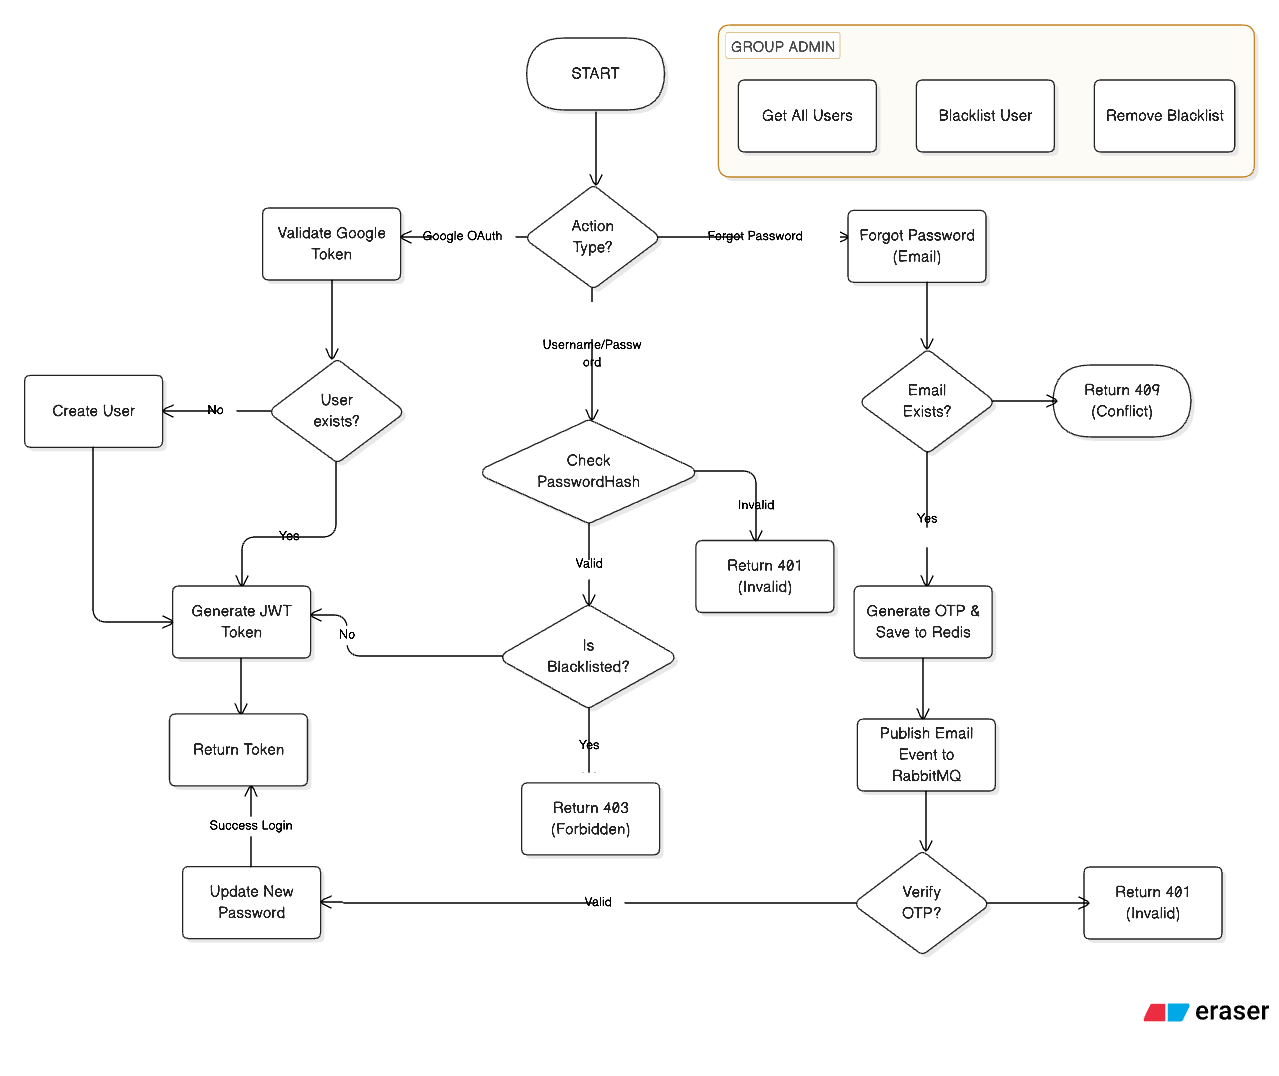 START
GROUP ADMIN
Get All Users
Blacklist User
Remove Blacklist
Validate Google
Token
Google OAuth
Action
Type?
Forgot Password
Forgot Password
(Email)
Username/Passw
ord
Create User
No
User
exists?
Email
Exists?
Return 409
(Conflict)
Check
PasswordHash
Invalid
Yes
Yes
Valid
Return 401
(Invalid)
Generate JWT
Token
No
Is
Blacklisted?
Generate OTP &
Save to Redis
Return Token
Yes
Publish Email
Event to
RabbitMQ
Success Login
Return 403
(Forbidden)
Update New
Password
Valid
Verify
OTP?
Return 401
(Invalid)
eraser